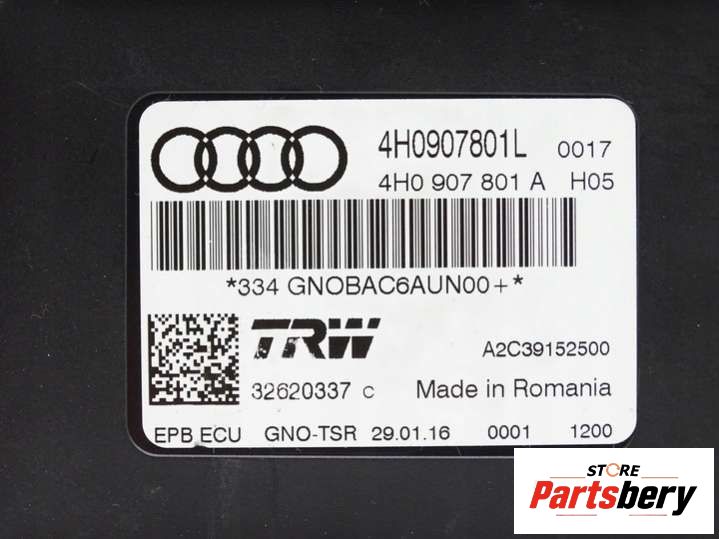 4H0907801L 0017
4H0 907 801 A H05
*334 GNOBAC6AUN00+*
TRW A2C39152500
32620337 C Made in Romania
EPB ECU GNO-TSR 29.01.16 0001 1200
STORE
Partsbery